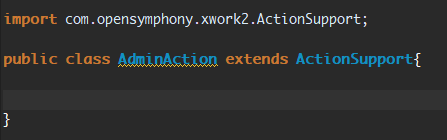 import com.opensymphony.xwork2.ActionSupport;
public class AdminAction extends ActionSupport{
}